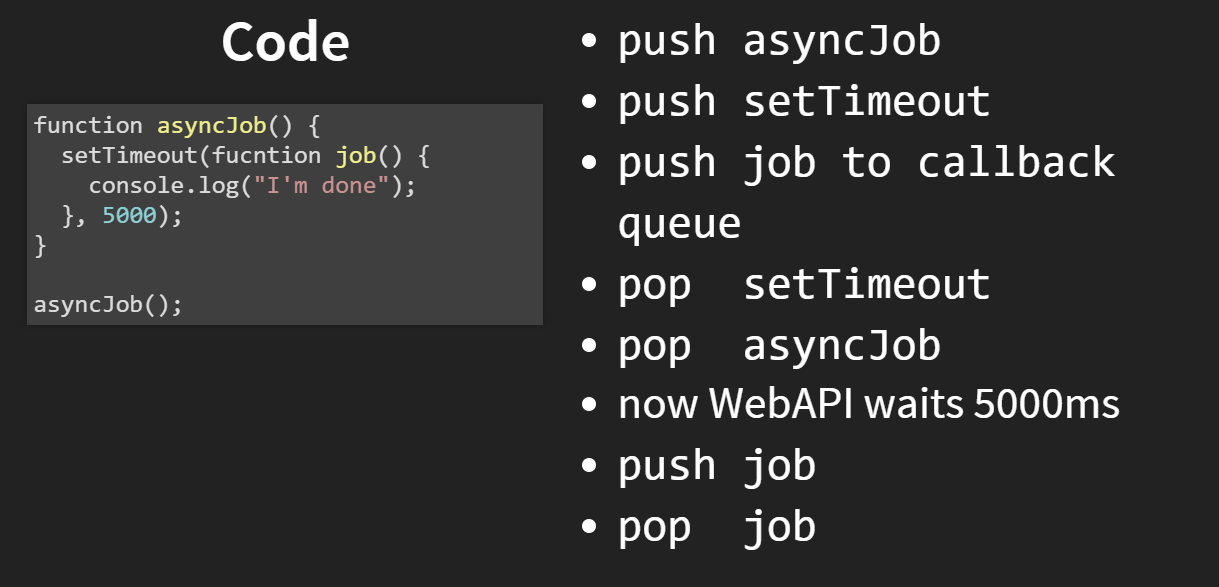 Code
function asyncJob() {
  setTimeout(fucntion job() {
    console.log("I'm done");
  }, 5000);
}
asyncJob();
• push asyncJob
• push setTimeout
• push job to callback
queue
• pop  setTimeout
• pop  asyncJob
• now WebAPI waits 5000ms
• push job
• pop  job